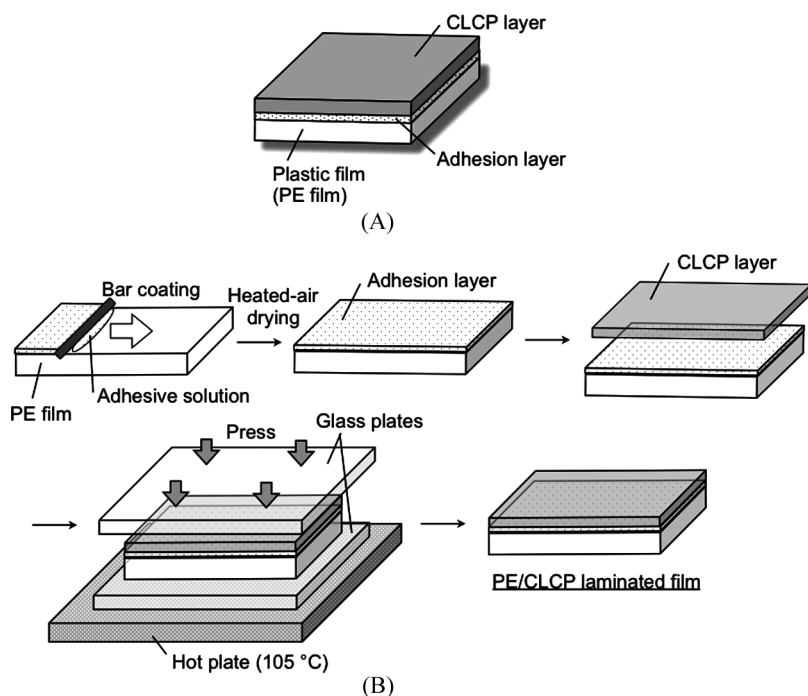 CLCP layer
Adhesion layer
Plastic film
(PE film)
(A)
Bar coating
Heated-air
drying
Adhesion layer
CLCP layer
Adhesive solution
PE film
Press
Glass plates
PE/CLCP laminated film
Hot plate (105 °C)
(B)